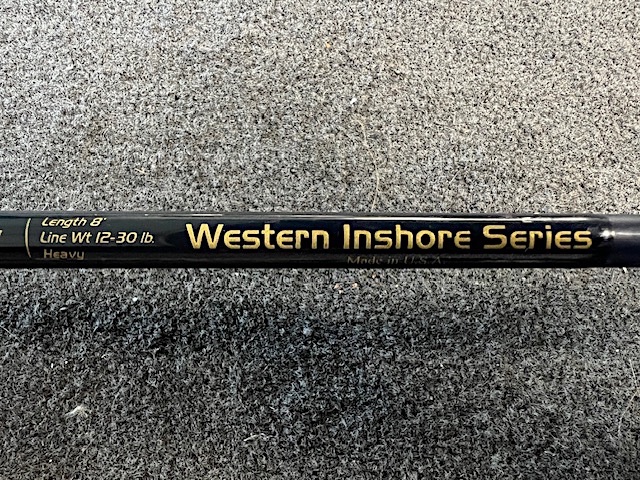 Length 8'
Line Wt 12-30 lb.
Heavy
Western Inshore Series
Made in U.S.A.